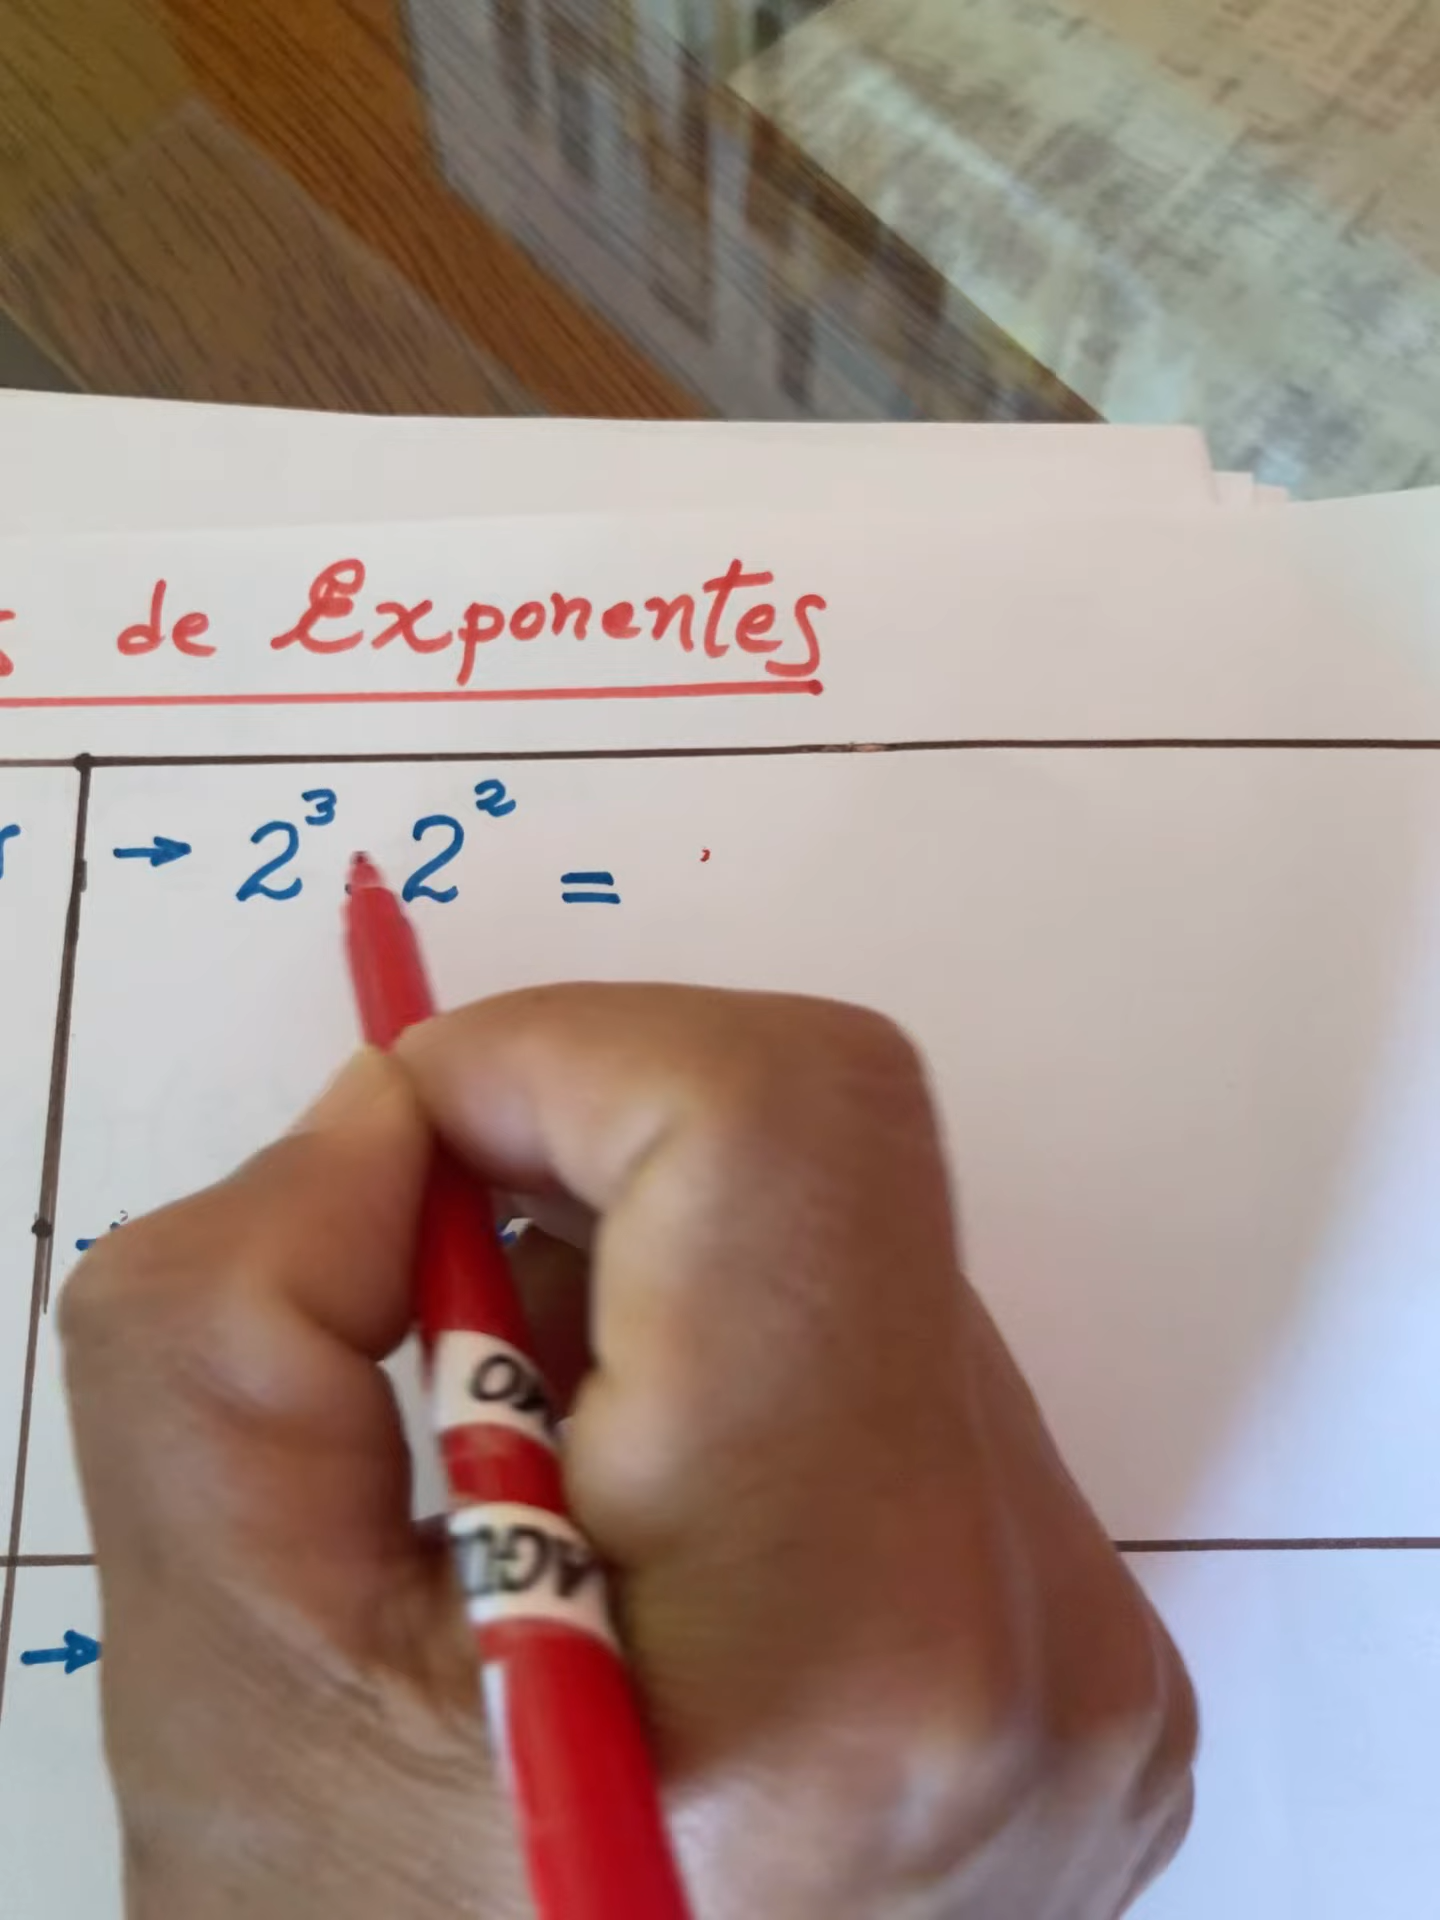 de Exponentes
→ 2³ · 2² =
→